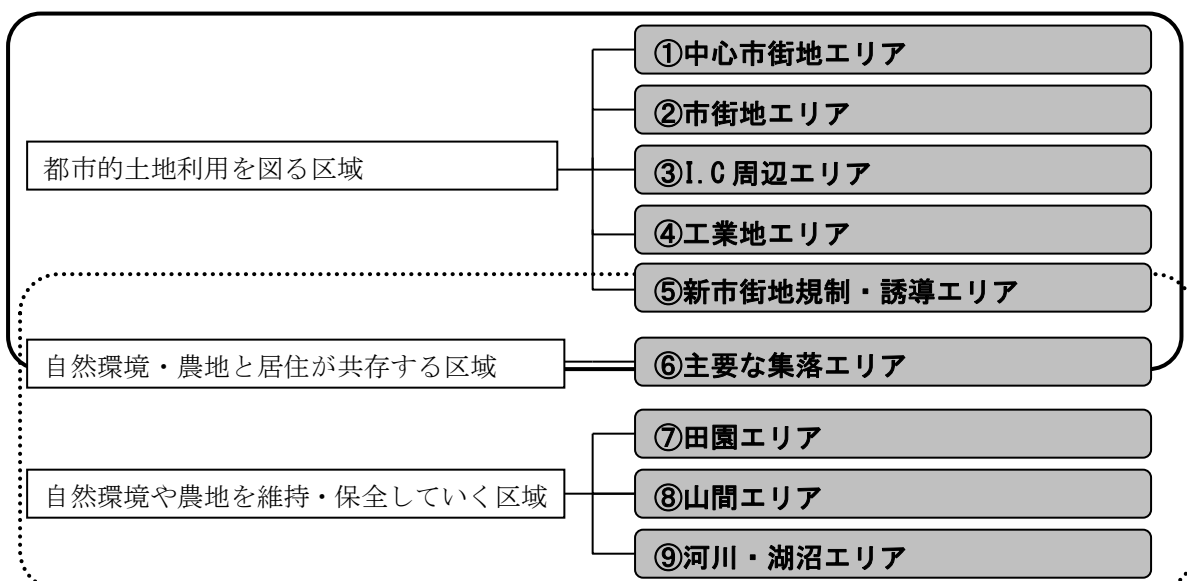 ①中心市街地エリア
②市街地エリア
都市的土地利用を図る区域
③I.C周辺エリア
④工業地エリア
⑤新市街地規制・誘導エリア
自然環境・農地と居住が共存する区域
⑥主要な集落エリア
⑦田園エリア
自然環境や農地を維持・保全していく区域
⑧山間エリア
⑨河川・湖沼エリア